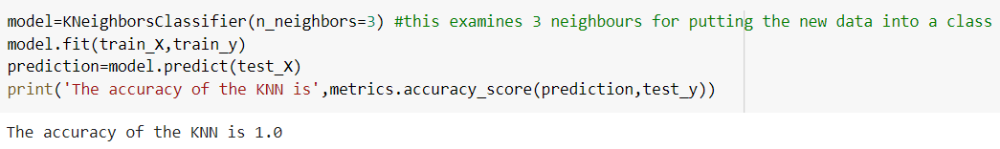 model=KNeighborsClassifier(n_neighbors=3) #this examines 3 neighbours for putting the new data into a class
model.fit(train_X,train_y)
prediction=model.predict(test_X)
print('The accuracy of the KNN is',metrics.accuracy_score(prediction,test_y))
The accuracy of the KNN is 1.0